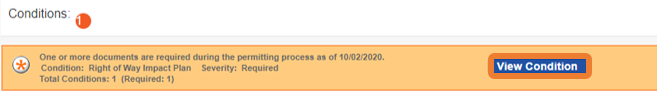 Conditions: 1
One or more documents are required during the permitting process as of 10/02/2020.
Condition: Right of Way Impact Plan Severity: Required
Total Conditions: 1 (Required: 1)
View Condition